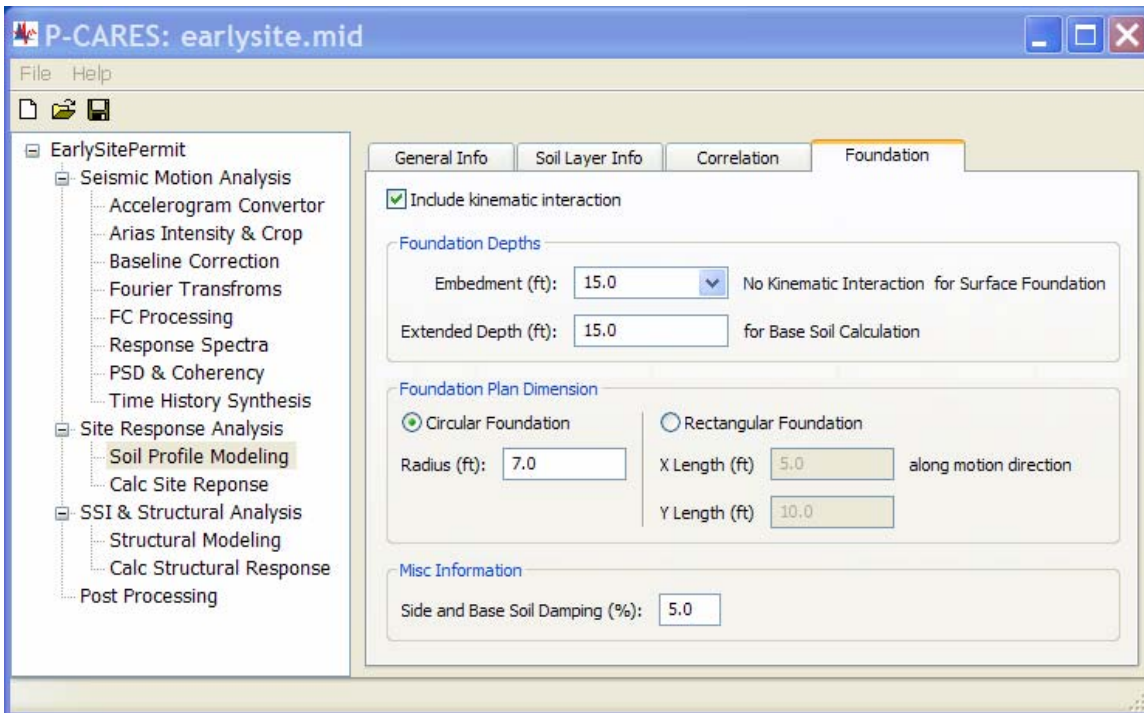 P-CARES: earlysite.mid
File Help
EarlySitePermit
Seismic Motion Analysis
Accelerogram Convertor
Arias Intensity & Crop
Baseline Correction
Fourier Transfroms
FC Processing
Response Spectra
PSD & Coherency
Time History Synthesis
Site Response Analysis
Soil Profile Modeling
Calc Site Reponse
SSI & Structural Analysis
Structural Modeling
Calc Structural Response
Post Processing
General Info Soil Layer Info Correlation Foundation
Include kinematic interaction
Foundation Depths
Embedment (ft): 15.0 No Kinematic Interaction for Surface Foundation
Extended Depth (ft): 15.0 for Base Soil Calculation
Foundation Plan Dimension
Circular Foundation
Radius (ft): 7.0
Rectangular Foundation
X Length (ft) 5.0 along motion direction
Y Length (ft) 10.0
Misc Information
Side and Base Soil Damping (%): 5.0